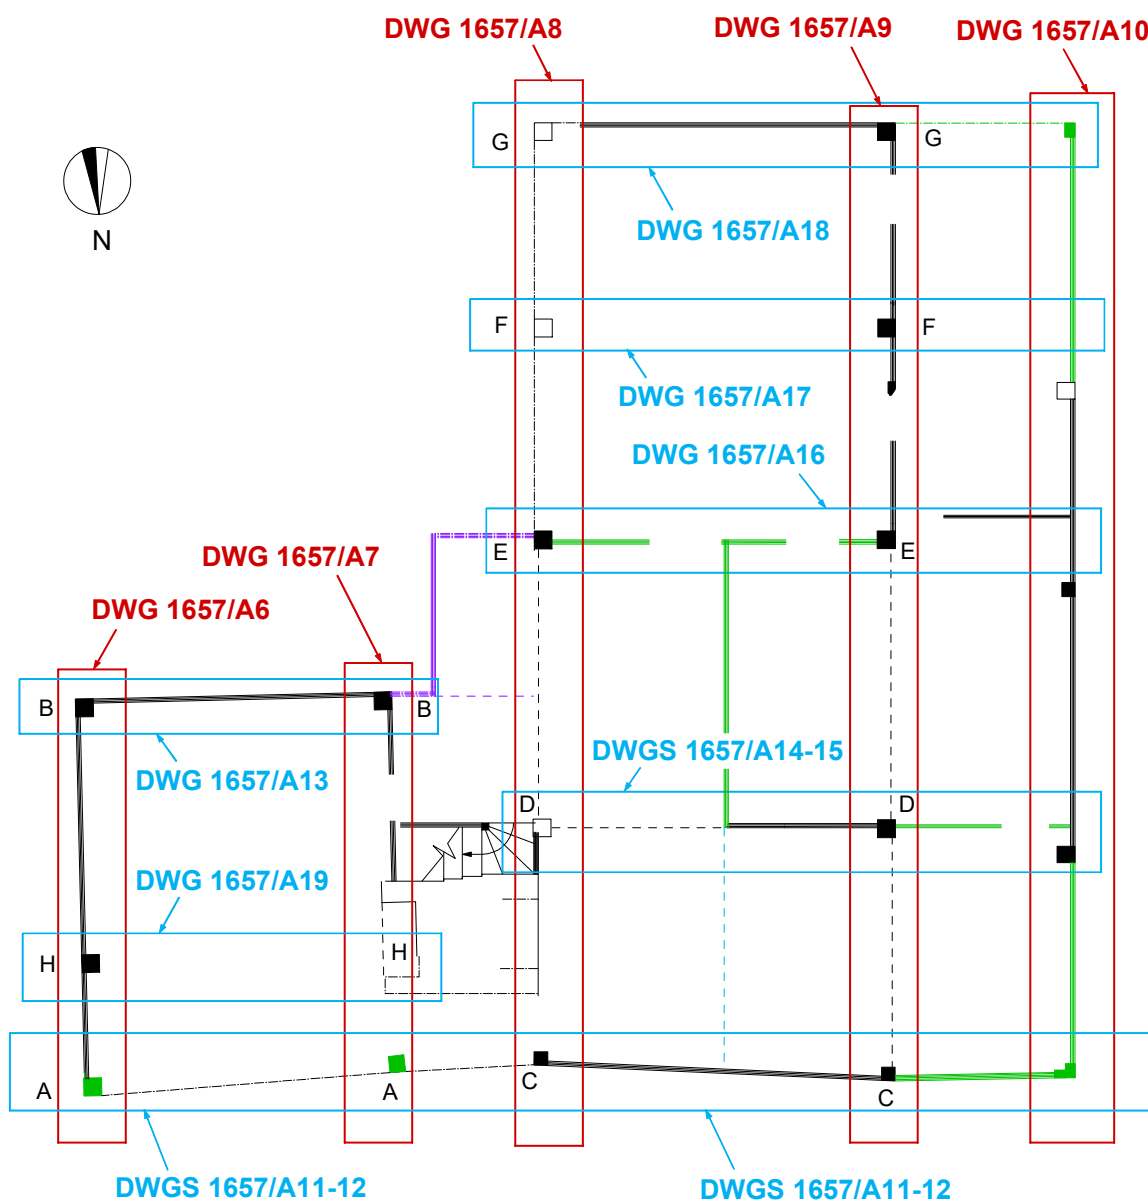 DWG 1657/A8
DWG 1657/A9
DWG 1657/A10
G
G
DWG 1657/A18
N
F
F
DWG 1657/A17
DWG 1657/A16
E
E
DWG 1657/A7
DWG 1657/A6
B
B
DWG 1657/A13
DWGS 1657/A14-15
D
D
DWG 1657/A19
H
H
A
A
C
C
DWGS 1657/A11-12
DWGS 1657/A11-12